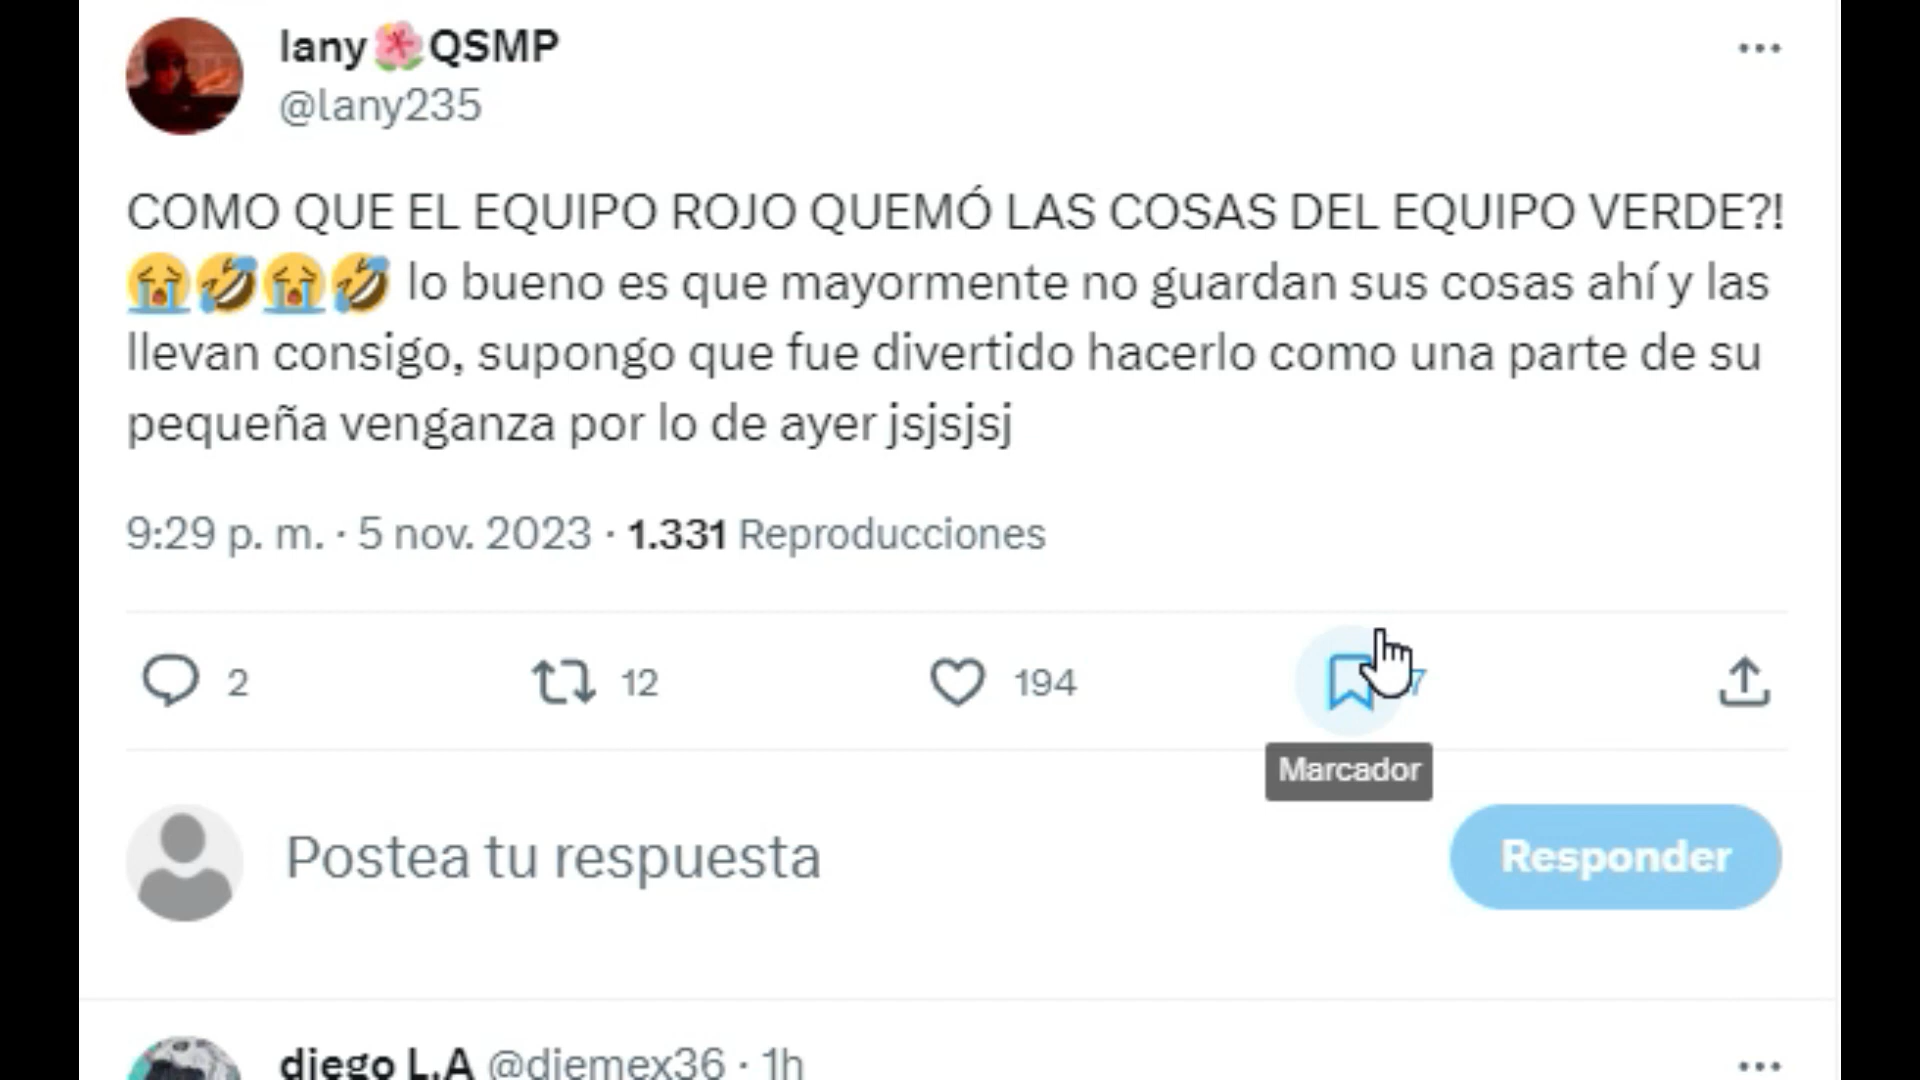 lany🌺QSMP
@lany235
COMO QUE EL EQUIPO ROJO QUEMÓ LAS COSAS DEL EQUIPO VERDE?!
😭🤣😭🤣 lo bueno es que mayormente no guardan sus cosas ahí y las
llevan consigo, supongo que fue divertido hacerlo como una parte de su
pequeña venganza por lo de ayer jsjsjsj
9:29 p. m. · 5 nov. 2023 · 1.331 Reproducciones
2 12 194 7
Marcador
Postea tu respuesta
Responder
diego L.A @diemex36 · 1h